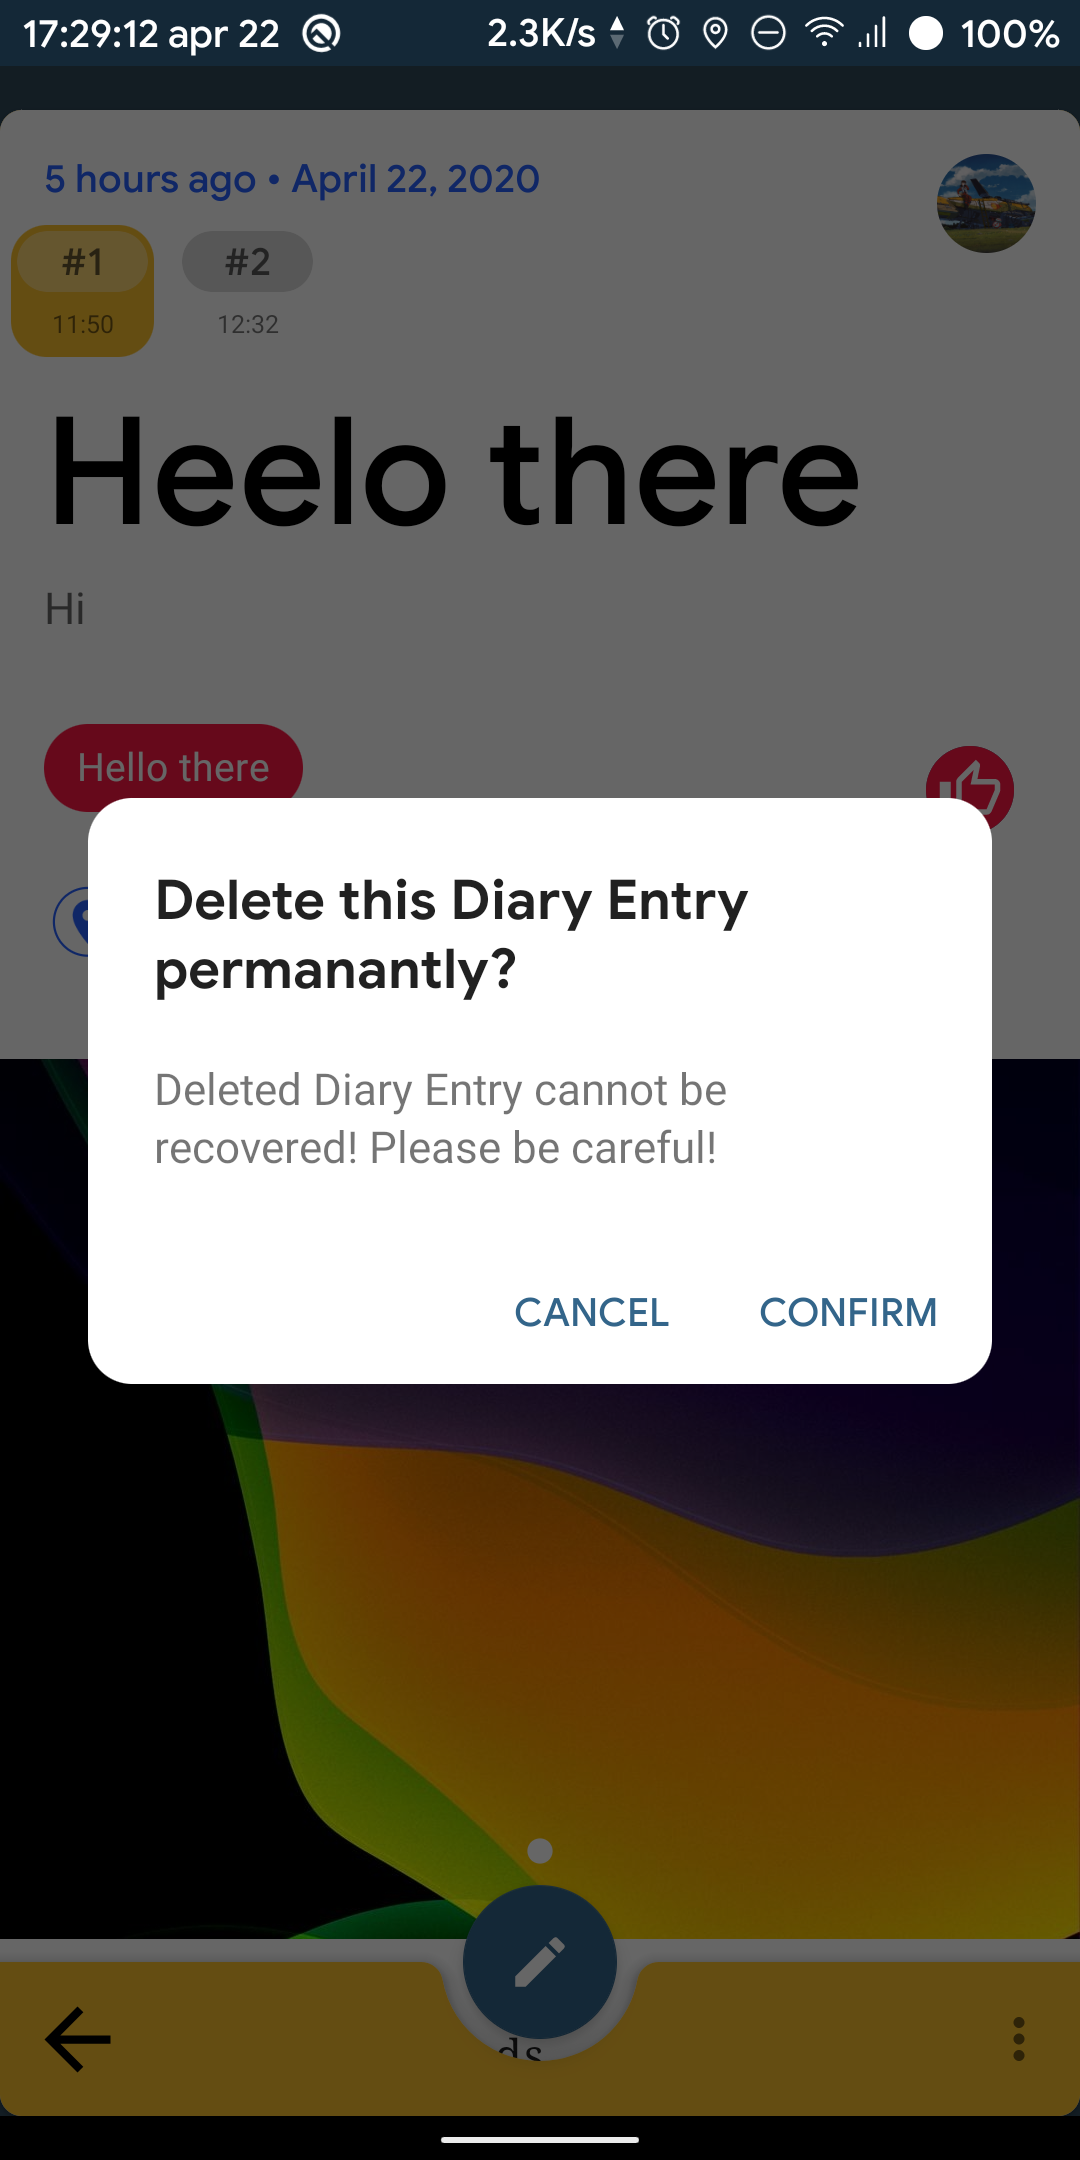 17:29:12 apr 22 2.3K/s 100%
5 hours ago • April 22, 2020
#1 #2
11:50 12:32
Heelo there
Hi
Hello there
Delete this Diary Entry
permanantly?
Deleted Diary Entry cannot be
recovered! Please be careful!
CANCEL CONFIRM
ds